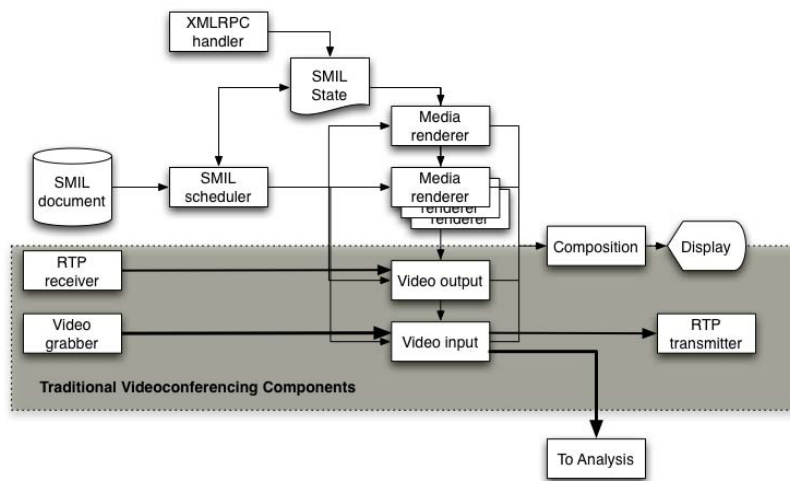 XMLRPC
handler
SMIL
State
Media
renderer
SMIL
document
SMIL
scheduler
Media
renderer
renderer
renderer
RTP
receiver
Video output
Composition
Display
Video
grabber
Video input
RTP
transmitter
Traditional Videoconferencing Components
To Analysis